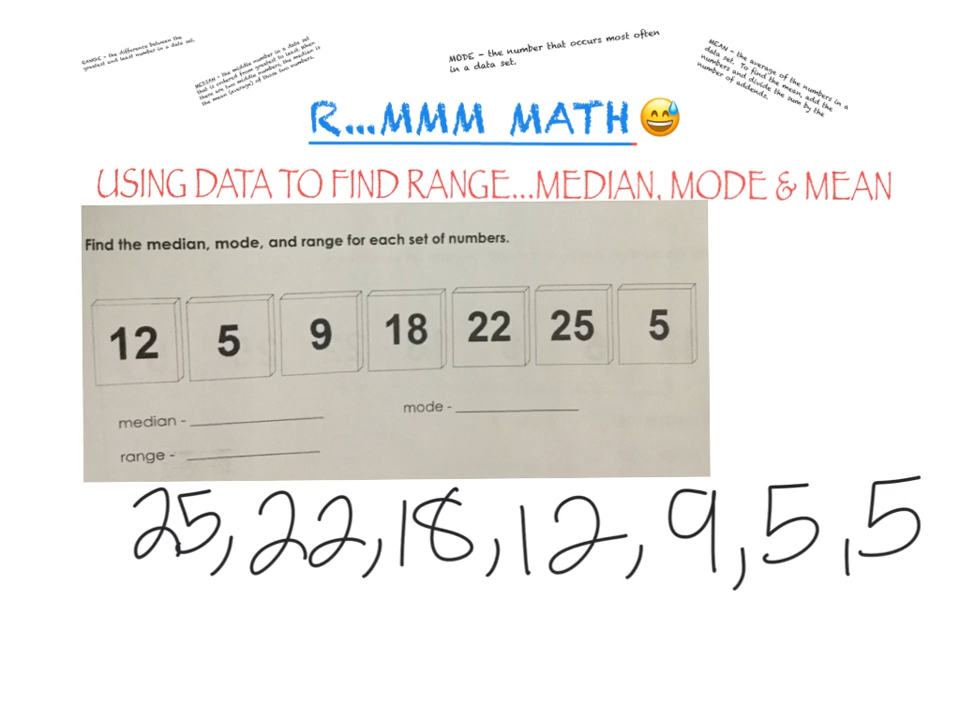 RANGE - the difference between the
greatest and least number in a data set.
MEDIAN - the middle number in a data set
that is ordered from greatest to least. When
there are two middle numbers, the median is
the mean (average) of those two numbers.
MODE - the number that occurs most often
in a data set.
MEAN - the average of the numbers in a
data set. To find the mean, add the
numbers and divide the sum by the
number of addends.
R...MMM MATH😅
USING DATA TO FIND RANGE...MEDIAN, MODE & MEAN
Find the median, mode, and range for each set of numbers.
12 5 9 18 22 25 5
median - ____________ mode - ____________
range - ____________
25, 22, 18, 12, 9, 5, 5